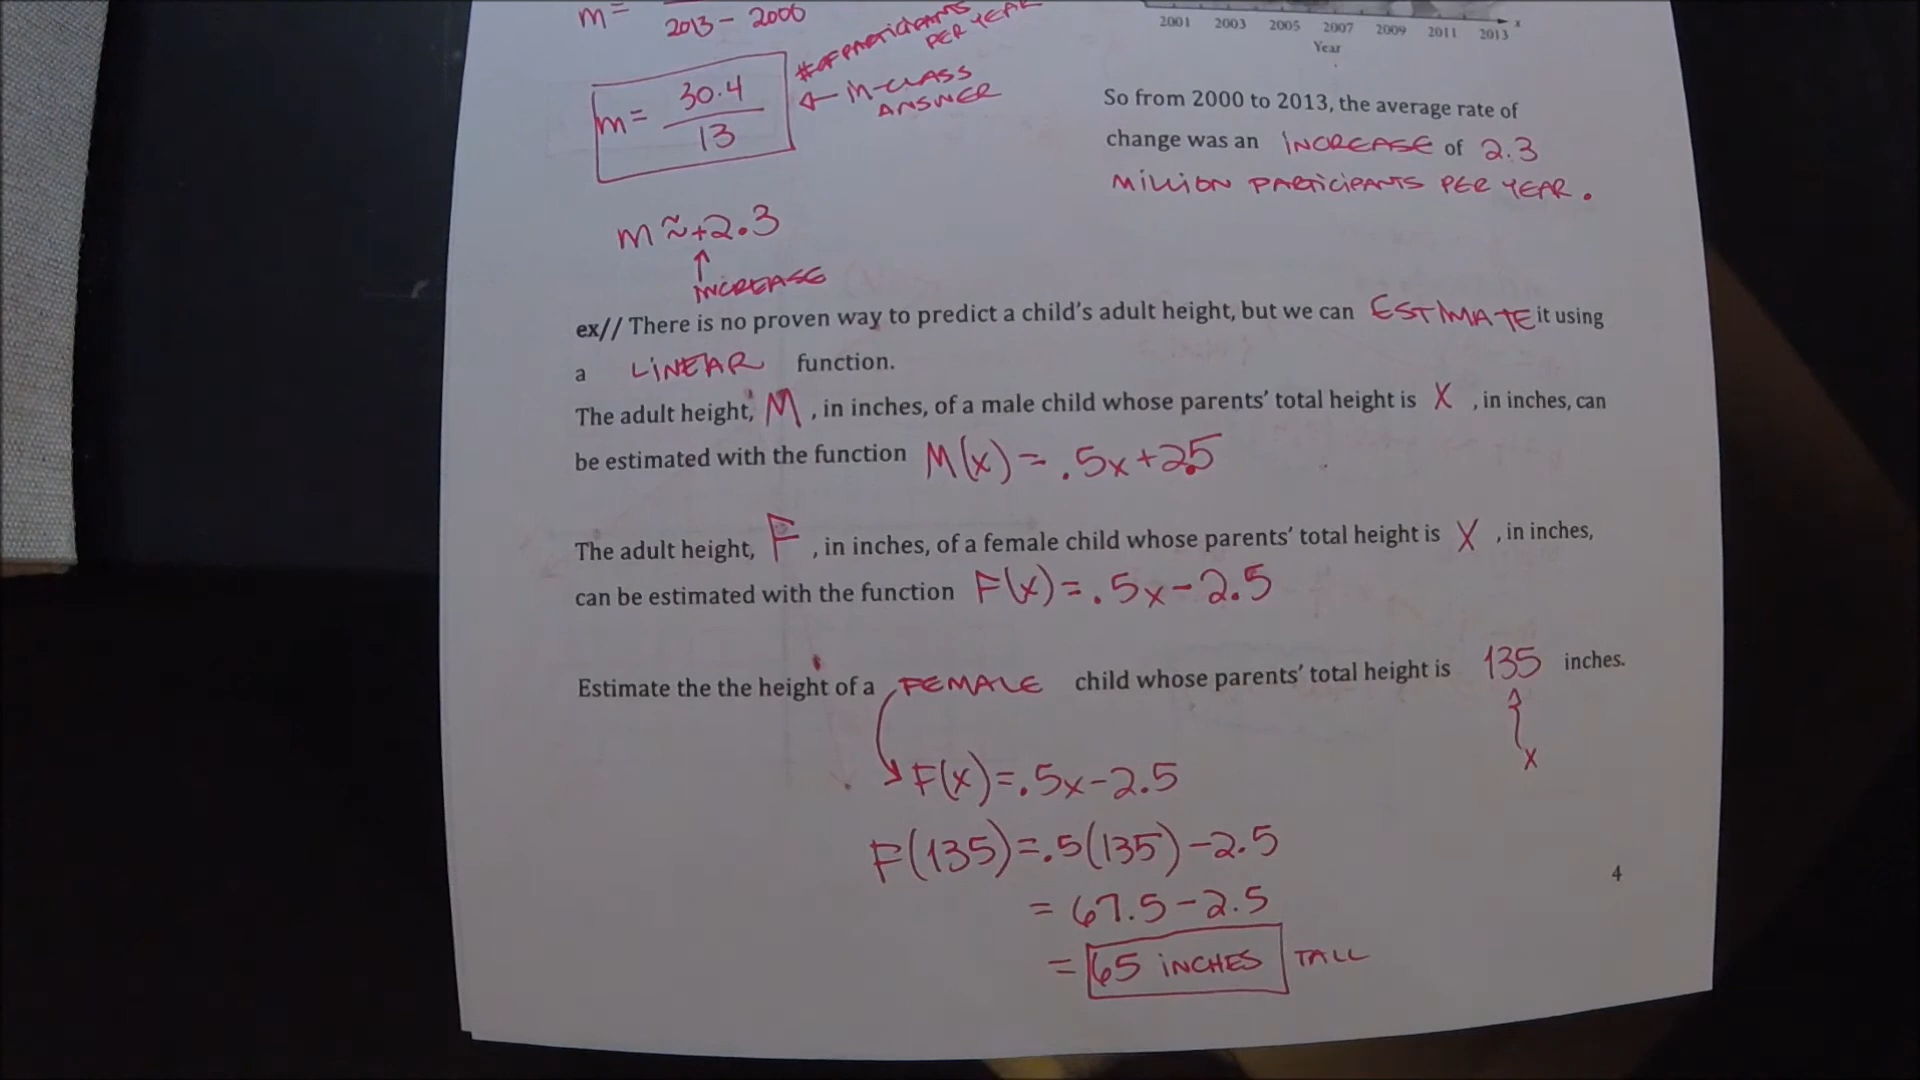 m =
2013 - 2000
# OF PARTICIPANTS
PER YEAR
m = 30.4
13
← IN-CLASS
ANSWER
m ≈ +2.3
↑
INCREASE
2001 2003 2005 2007 2009 2011 2013 x
Year
So from 2000 to 2013, the average rate of
change was an INCREASE of 2.3
MILLION PARTICIPANTS PER YEAR.
ex// There is no proven way to predict a child's adult height, but we can ESTIMATE it using
a LINEAR function.
The adult height, M, in inches, of a male child whose parents' total height is X, in inches, can
be estimated with the function M(x) = .5x + 2.5
The adult height, F, in inches, of a female child whose parents' total height is X, in inches,
can be estimated with the function F(x) = .5x - 2.5
Estimate the the height of a FEMALE child whose parents' total height is 135 inches.
x
F(x) = .5x - 2.5
F(135) = .5(135) - 2.5
= 67.5 - 2.5
= 65 INCHES TALL
4